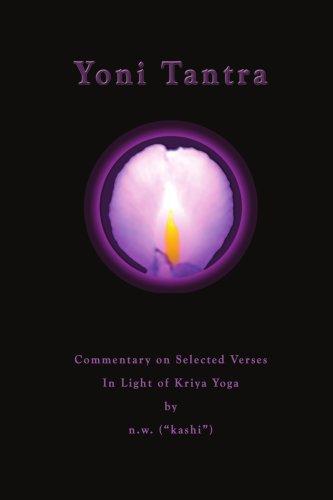 Yoni Tantra
Commentary on Selected Verses
In Light of Kriya Yoga
by
n.w. (“kashi”)